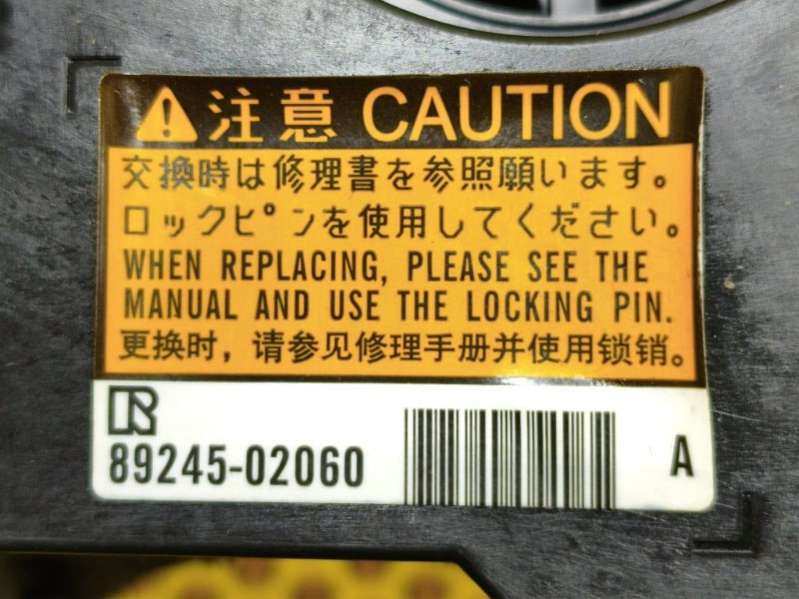 注意 CAUTION
交換時は修理書を参照願います。
ロックピンを使用してください。
WHEN REPLACING, PLEASE SEE THE
MANUAL AND USE THE LOCKING PIN.
更换时，请参见修理手册并使用锁销。
R
89245-02060
A